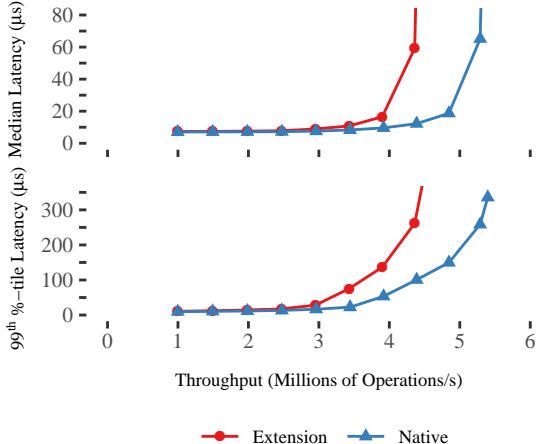 Median Latency (μs)
80
60
40
20
0
99th %−tile Latency (μs)
300
200
100
0
0 1 2 3 4 5 6
Throughput (Millions of Operations/s)
Extension Native